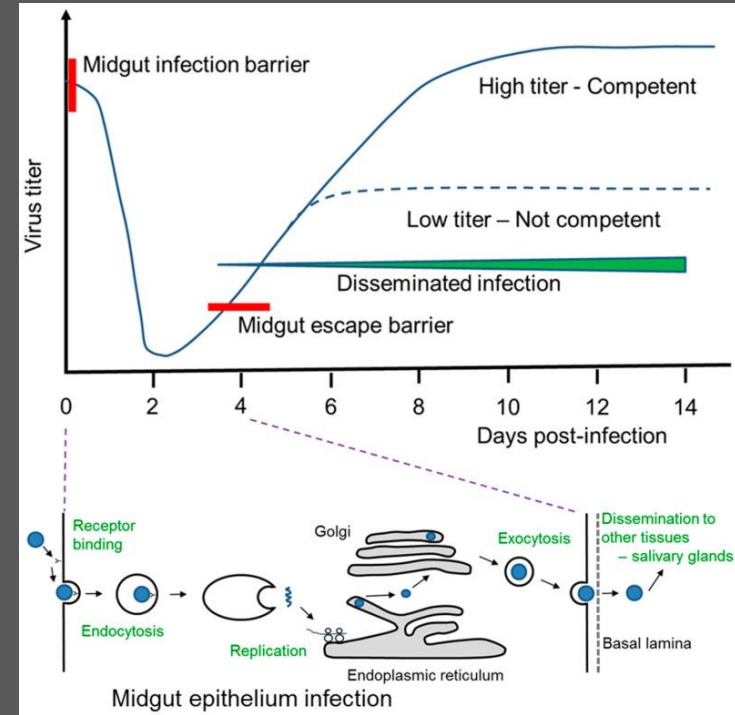 Midgut infection barrier
High titer - Competent
Virus titer
Low titer – Not competent
Disseminated infection
Midgut escape barrier
0 2 4 6 8 10 12 14
Days post-infection
Receptor
binding
Endocytosis
Replication
Golgi
Endoplasmic reticulum
Exocytosis
Dissemination to
other tissues
– salivary glands
Basal lamina
Midgut epithelium infection